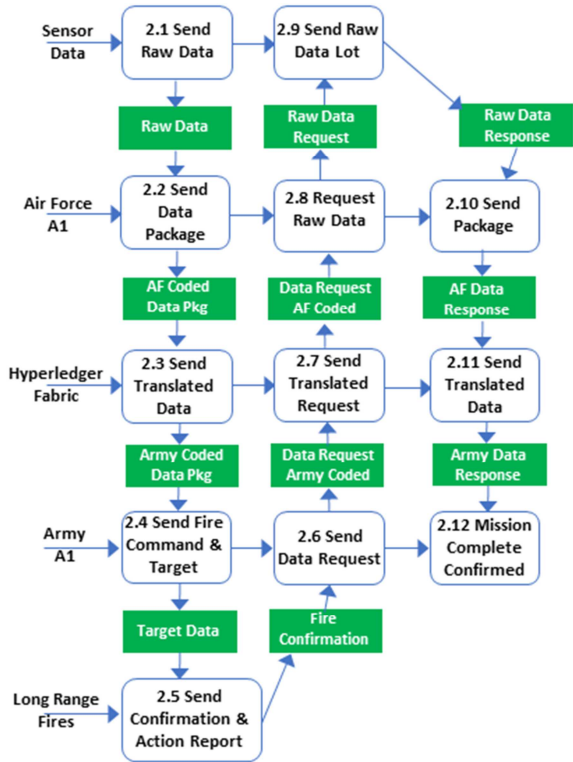 Sensor
Data
2.1 Send
Raw Data
2.9 Send Raw
Data Lot
Raw Data
Raw Data
Request
Raw Data
Response
Air Force
A1
2.2 Send
Data
Package
2.8 Request
Raw Data
2.10 Send
Package
AF Coded
Data Pkg
Data Request
AF Coded
AF Data
Response
Hyperledger
Fabric
2.3 Send
Translated
Data
2.7 Send
Translated
Request
2.11 Send
Translated
Data
Army Coded
Data Pkg
Data Request
Army Coded
Army Data
Response
Army
A1
2.4 Send Fire
Command &
Target
2.6 Send
Data Request
2.12 Mission
Complete
Confirmed
Target Data
Fire
Confirmation
Long Range
Fires
2.5 Send
Confirmation &
Action Report